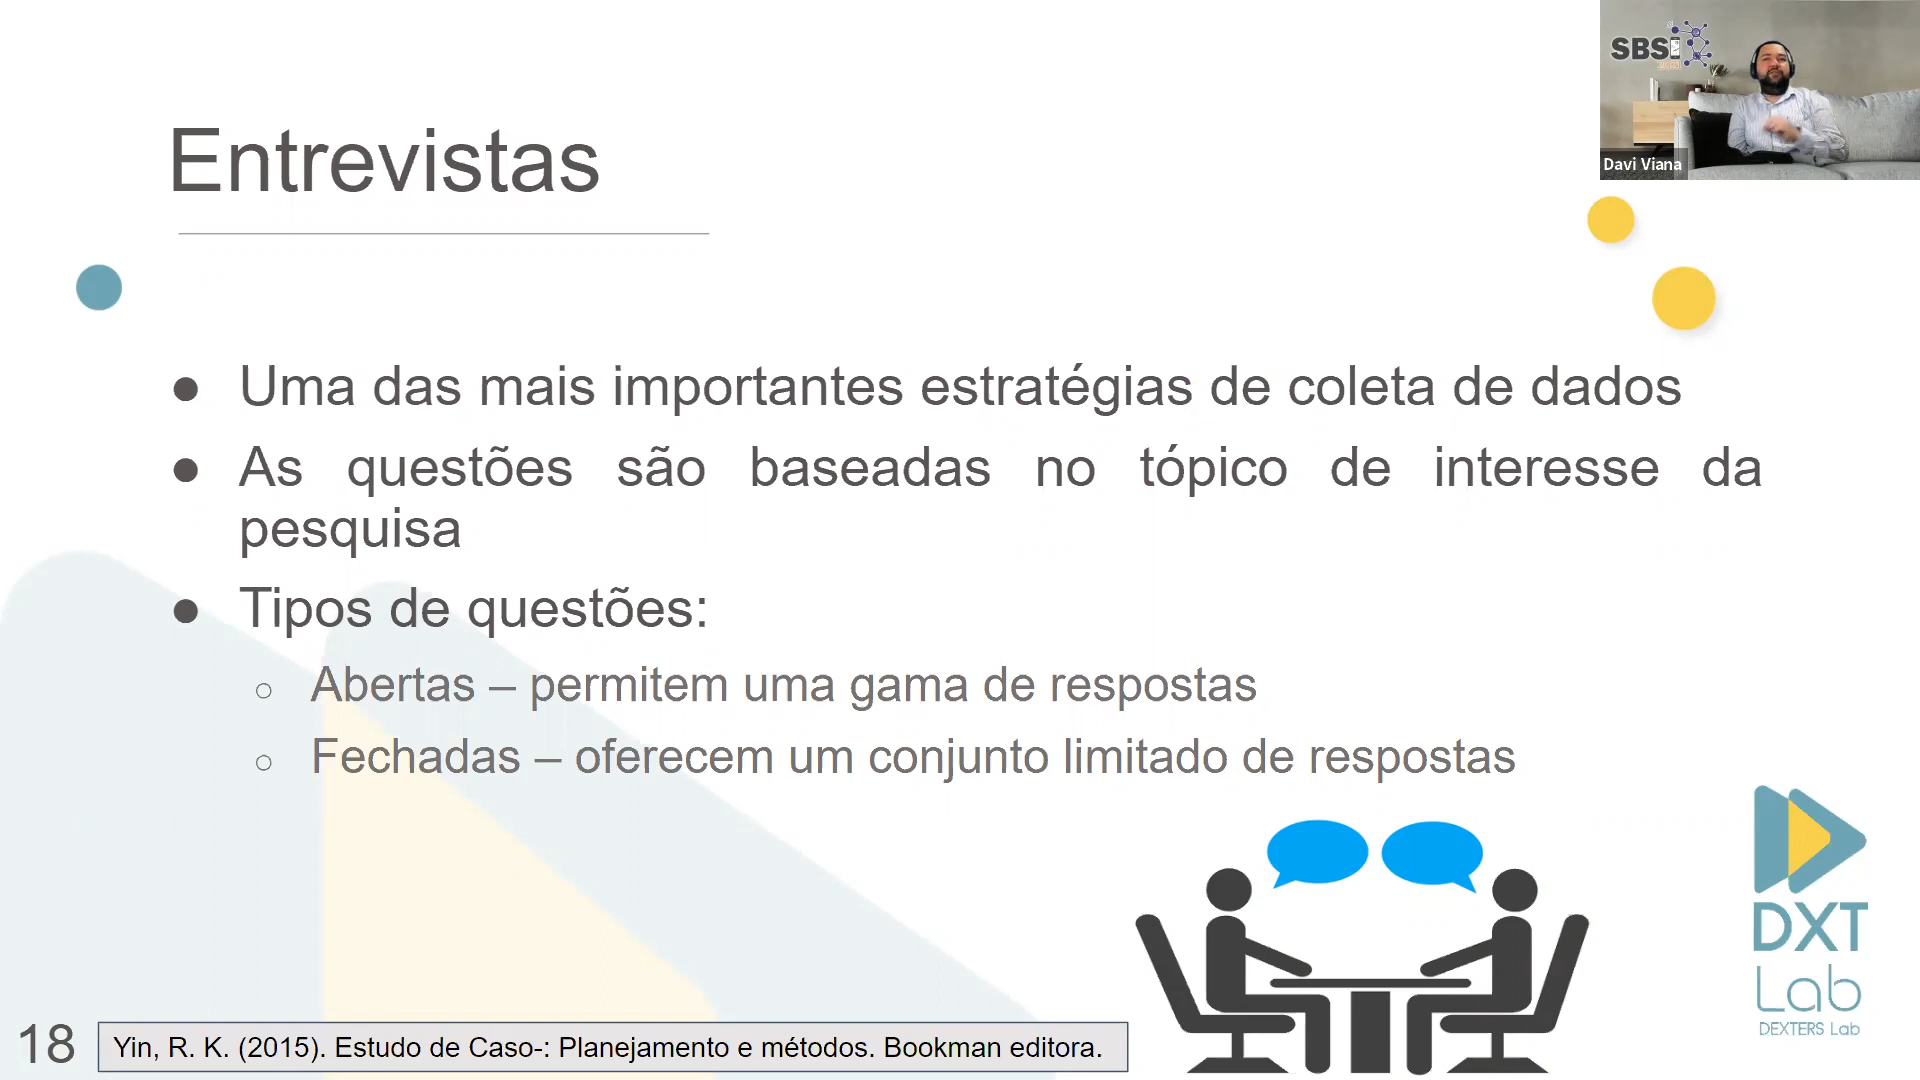 SBSI
Davi Viana
Entrevistas
● Uma das mais importantes estratégias de coleta de dados
● As questões são baseadas no tópico de interesse da
pesquisa
● Tipos de questões:
○ Abertas – permitem uma gama de respostas
○ Fechadas – oferecem um conjunto limitado de respostas
DXT
Lab
DEXTERS Lab
18
Yin, R. K. (2015). Estudo de Caso-: Planejamento e métodos. Bookman editora.